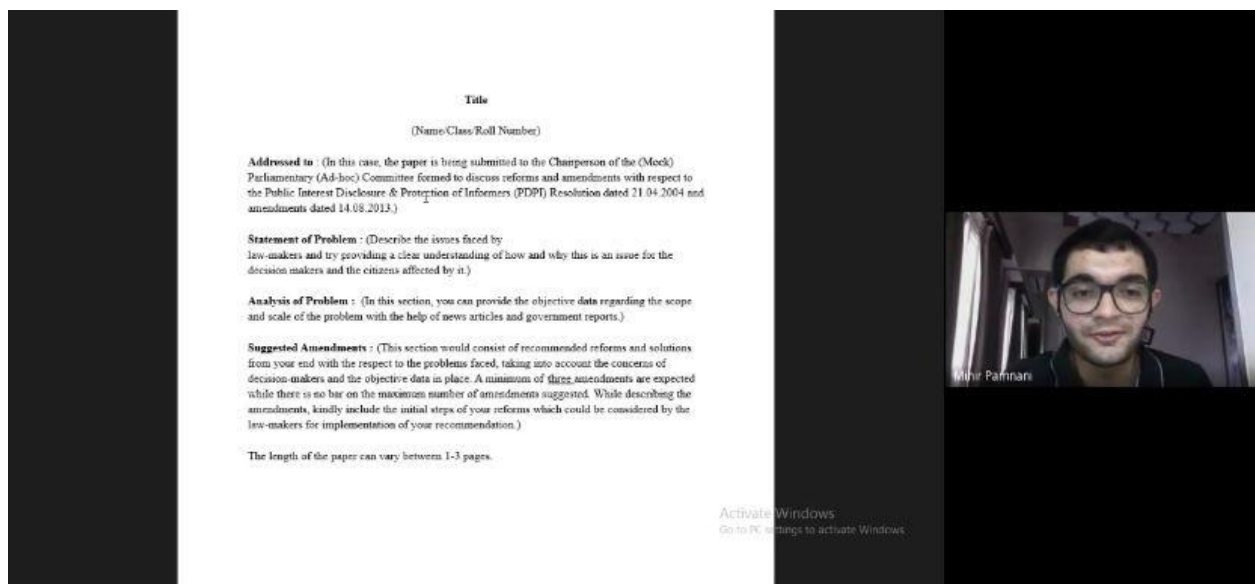 Title
(Name/Class/Roll Number)
Addressed to : (In this case, the paper is being submitted to the Chairperson of the (Mock)
Parliamentary (Ad-hoc) Committee formed to discuss reforms and amendments with respect to
the Public Interest Disclosure & Protection of Informers (PDPI) Resolution dated 21.04.2004 and
amendments dated 14.08.2013.)
Statement of Problem : (Describe the issues faced by
law-makers and try providing a clear understanding of how and why this is an issue for the
decision makers and the citizens affected by it.)
Analysis of Problem : (In this section, you can provide the objective data regarding the scope
and scale of the problem with the help of news articles and government reports.)
Suggested Amendments : (This section would consist of recommended reforms and solutions
from your end with the respect to the problems faced, taking into account the concerns of
decision-makers and the objective data in place. A minimum of three amendments are expected
while there is no bar on the maximum number of amendments suggested. While describing the
amendments, kindly include the initial steps of your reforms which could be considered by the
law-makers for implementation of your recommendation.)
The length of the paper can vary between 1-3 pages.
Activate Windows
Go to PC settings to activate Windows.
Mihir Pamnani